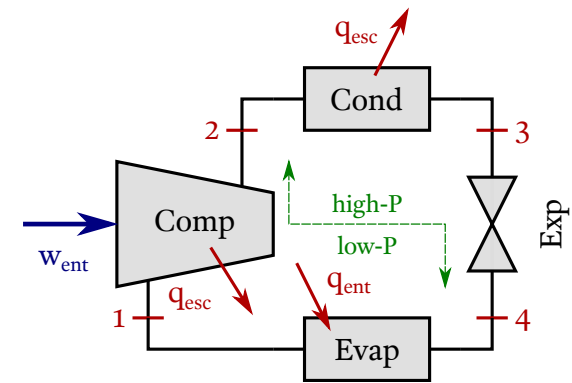 q_esc
Cond
2
3
high-P
Comp
Exp
w_ent
low-P
q_ent
q_esc
1
4
Evap